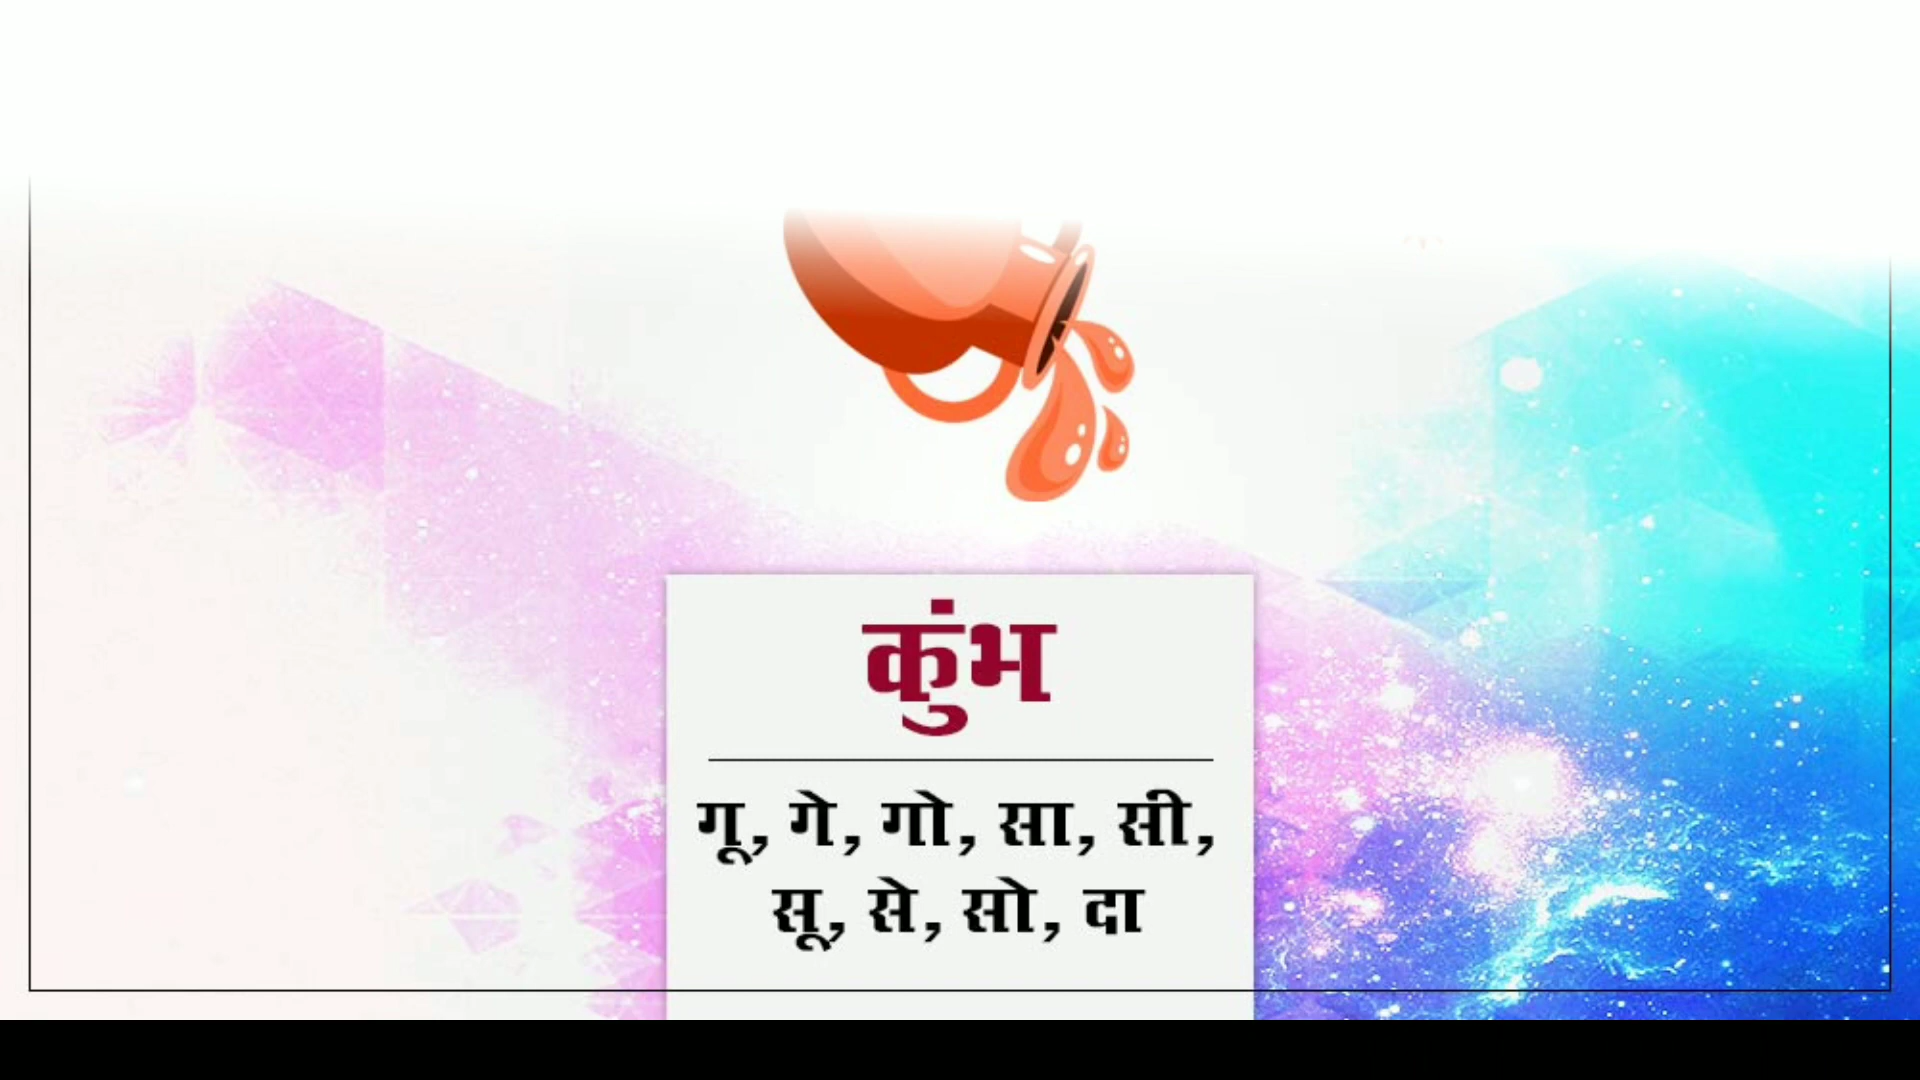 कुंभ
गू, गे, गो, सा, सी,
सू, से, सो, दा